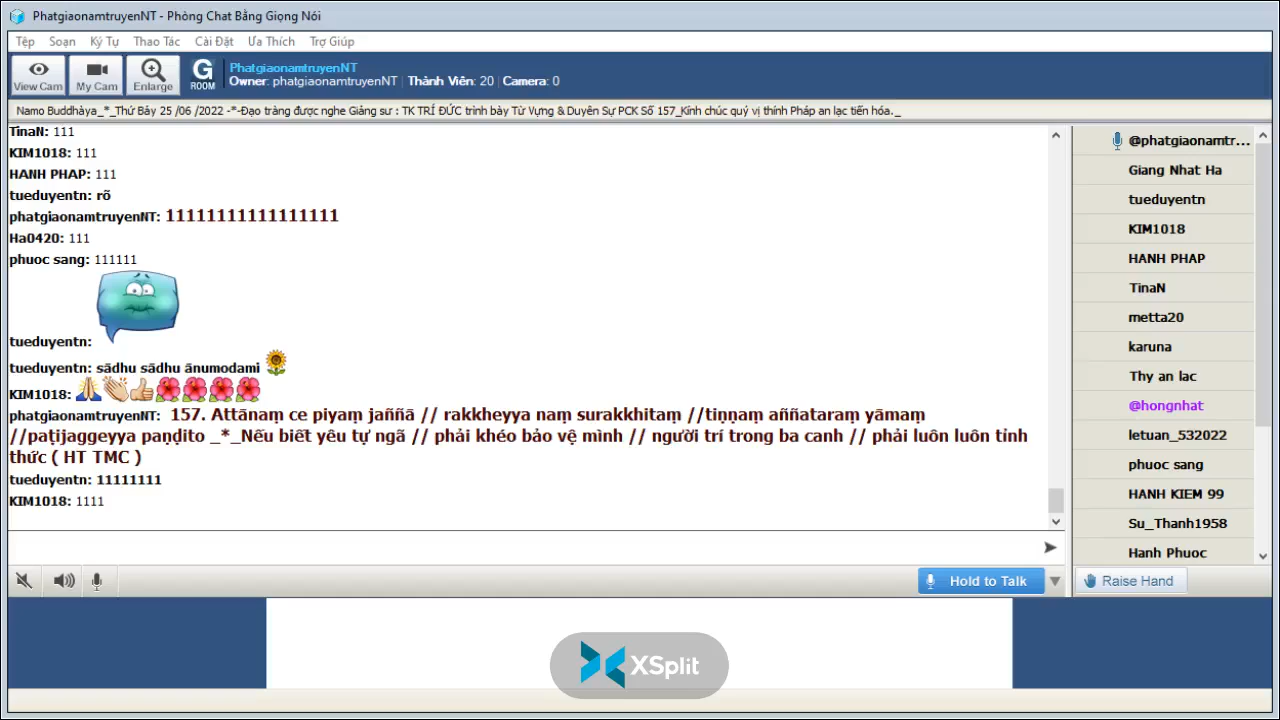 PhatgiaonamtruyenNT - Phòng Chat Bằng Giọng Nói
Tệp Soạn Ký Tự Thao Tác Cài Đặt Ưa Thích Trợ Giúp
View Cam My Cam Enlarge G ROOM
PhatgiaonamtruyenNT
Owner: phatgiaonamtruyenNT Thành Viên: 20 Camera: 0
Namo Buddhàya_*_Thứ Bảy 25 /06 /2022 -*-Đạo tràng được nghe Giảng sư : TK TRÍ ĐỨC trình bày Từ Vựng & Duyên Sự PCK Số 157_Kính chúc quý vị thính Pháp an lạc tiến hóa._
TinaN: 111
KIM1018: 111
HANH PHAP: 111
tueduyentn: rõ
phatgiaonamtruyenNT: 11111111111111111
Ha0420: 111
phuoc sang: 111111
tueduyentn:
tueduyentn: sādhu sādhu ānumodami
KIM1018:
phatgiaonamtruyenNT: 157. Attānaṃ ce piyaṃ jaññā // rakkheyya naṃ surakkhitaṃ //tiṇṇaṃ aññataraṃ yāmaṃ
//paṭijaggeyya paṇḍito _*_Nếu biết yêu tự ngã // phải khéo bảo vệ mình // người trí trong ba canh // phải luôn luôn tỉnh
thức ( HT TMC )
tueduyentn: 11111111
KIM1018: 1111
@phatgiaonamtr...
Giang Nhat Ha
tueduyentn
KIM1018
HANH PHAP
TinaN
metta20
karuna
Thy an lac
@hongnhat
letuan_532022
phuoc sang
HANH KIEM 99
Su_Thanh1958
Hanh Phuoc
Hold to Talk
Raise Hand
XSplit